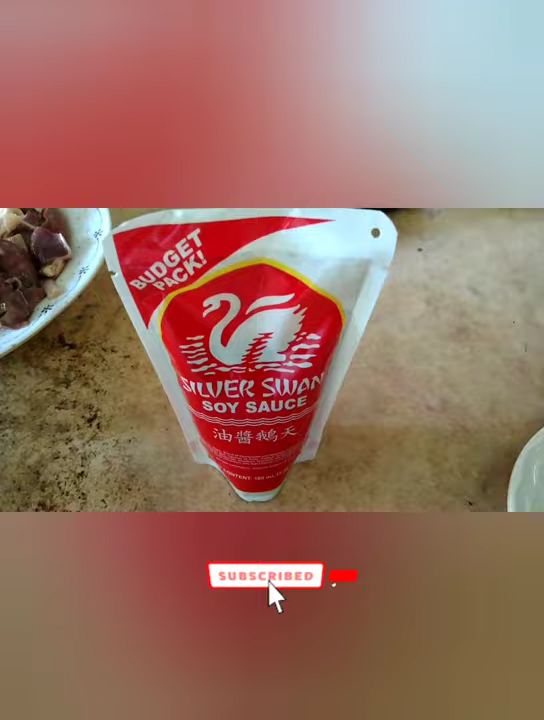 BUDGET
PACK!
SILVER SWAN
SOY SAUCE
油醬鵝天
SUBSCRIBED